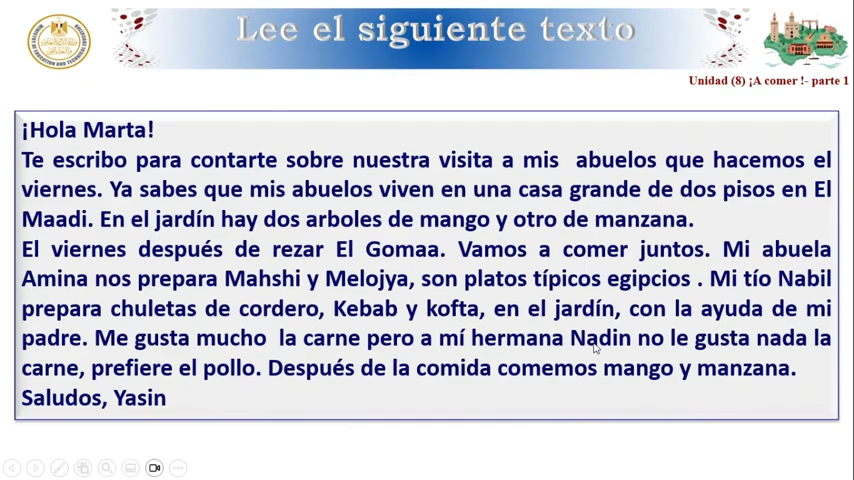 Lee el siguiente texto
Unidad (8) ¡A comer !- parte 1
¡Hola Marta!
Te escribo para contarte sobre nuestra visita a mis abuelos que hacemos el
viernes. Ya sabes que mis abuelos viven en una casa grande de dos pisos en El
Maadi. En el jardín hay dos arboles de mango y otro de manzana.
El viernes después de rezar El Gomaa. Vamos a comer juntos. Mi abuela
Amina nos prepara Mahshi y Melojya, son platos típicos egipcios . Mi tío Nabil
prepara chuletas de cordero, Kebab y kofta, en el jardín, con la ayuda de mi
padre. Me gusta mucho la carne pero a mí hermana Nadin no le gusta nada la
carne, prefiere el pollo. Después de la comida comemos mango y manzana.
Saludos, Yasin